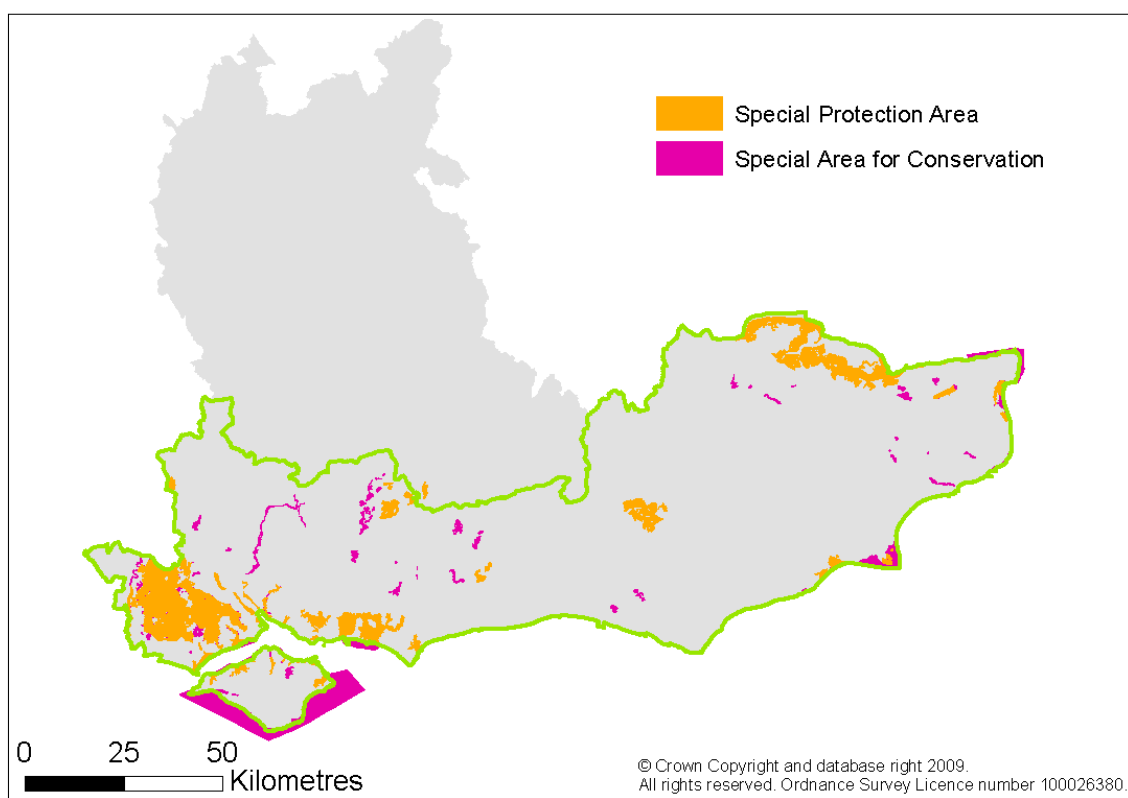 Special Protection Area
Special Area for Conservation
0 25 50
Kilometres
© Crown Copyright and database right 2009.
All rights reserved. Ordnance Survey Licence number 100026380.